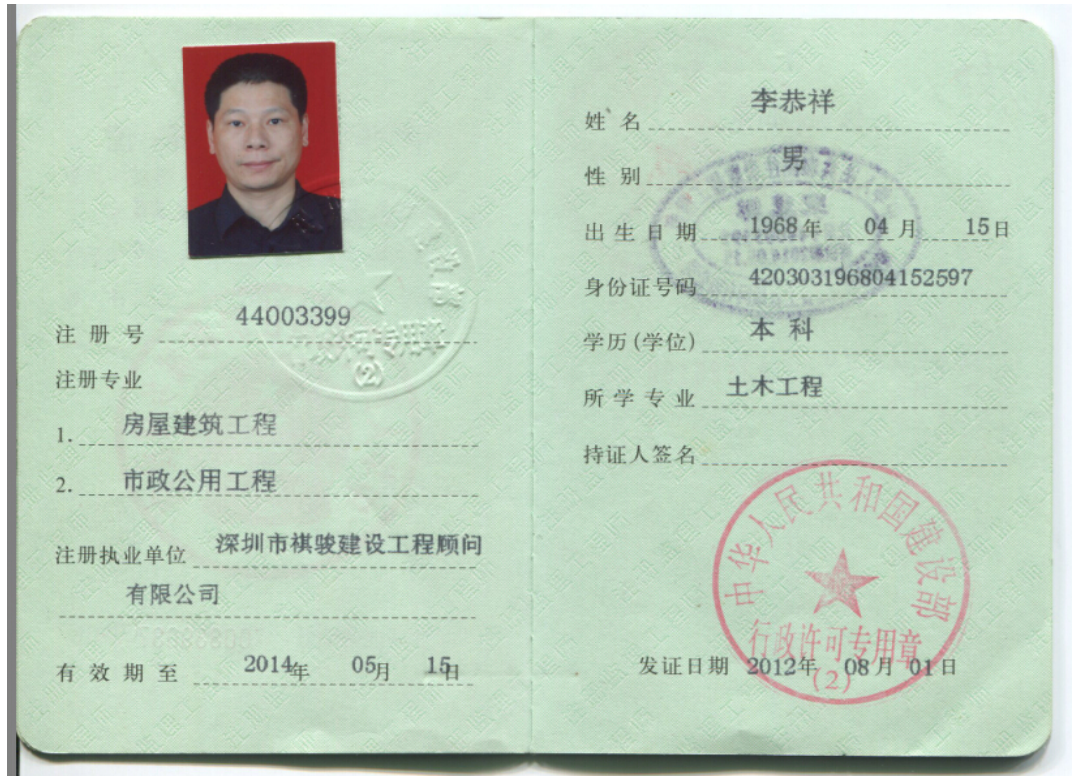 注册号 44003399
注册专业
1. 房屋建筑工程
2. 市政公用工程
注册执业单位 深圳市棋骏建设工程顾问
有限公司
有效期至 2014年 05月 15日
姓名 李恭祥
性别 男
出生日期 1968年 04月 15日
身份证号码 420303196804152597
学历(学位) 本科
所学专业 土木工程
持证人签名
中华人民共和国建设部
行政许可专用章
(2)
发证日期 2012年 08月 01日